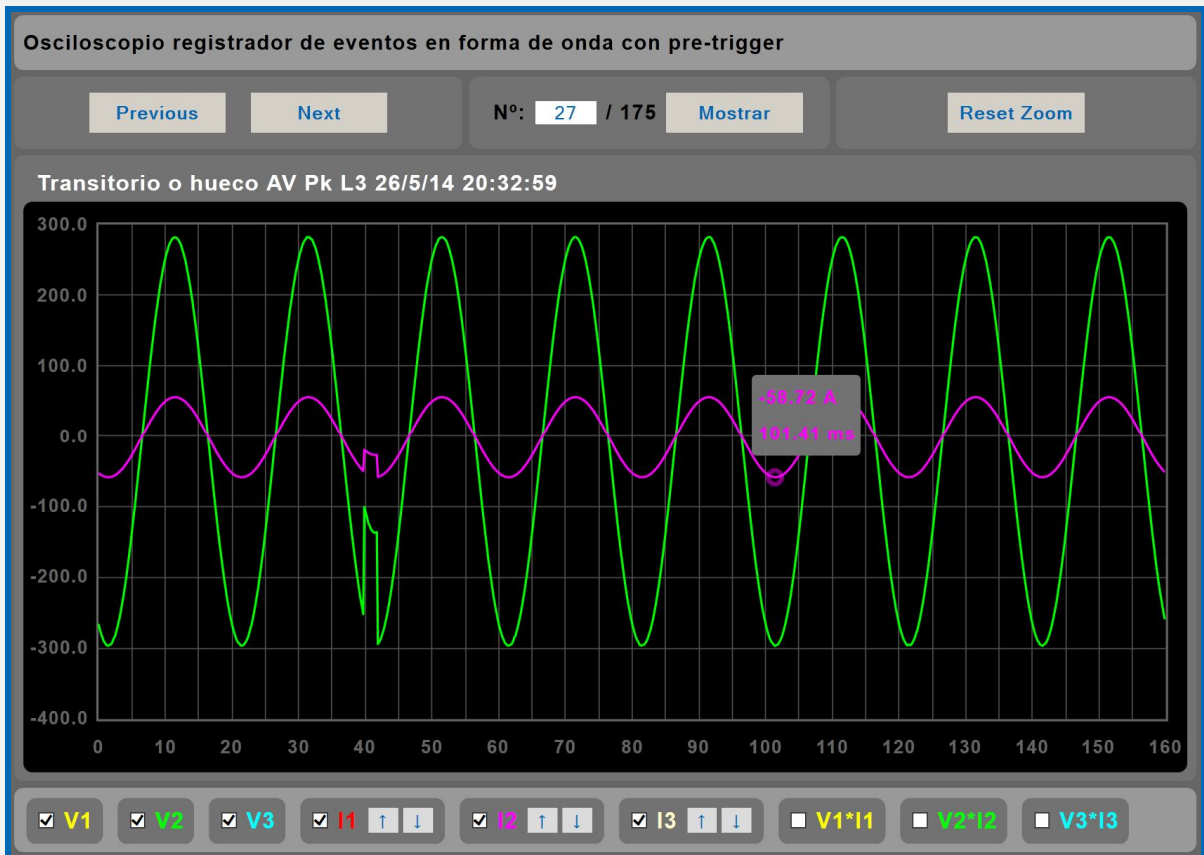 Osciloscopio registrador de eventos en forma de onda con pre-trigger
Previous Next Nº: 27 / 175 Mostrar Reset Zoom
Transitorio o hueco AV Pk L3 26/5/14 20:32:59
300.0
200.0
100.0
0.0
-100.0
-200.0
-300.0
-400.0
-58.72 A
101.41 ms
0 10 20 30 40 50 60 70 80 90 100 110 120 130 140 150 160
V1 V2 V3 I1 ↑ ↓ I2 ↑ ↓ I3 ↑ ↓ V1*I1 V2*I2 V3*I3